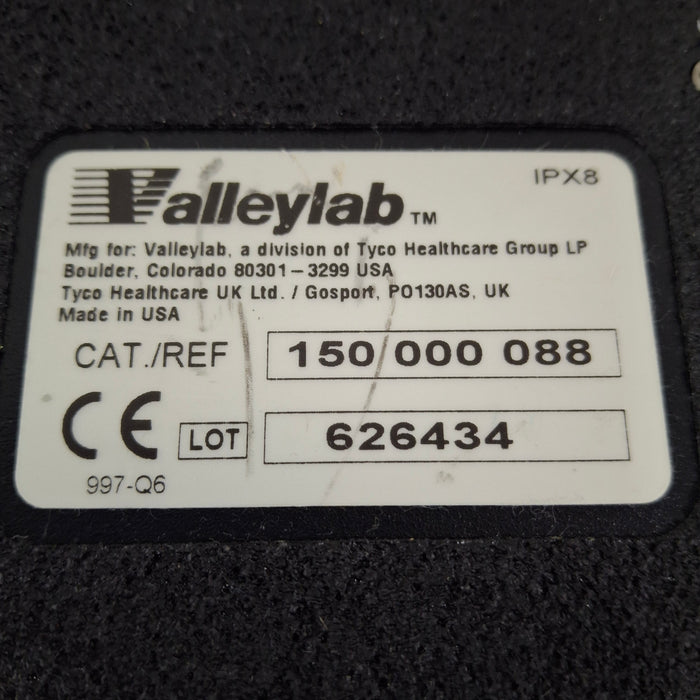 Valleylab™
IPX8
Mfg for: Valleylab, a division of Tyco Healthcare Group LP
Boulder, Colorado 80301-3299 USA
Tyco Healthcare UK Ltd. / Gosport, PO130AS, UK
Made in USA
CAT./REF 150 000 088
CE LOT 626434
997-Q6